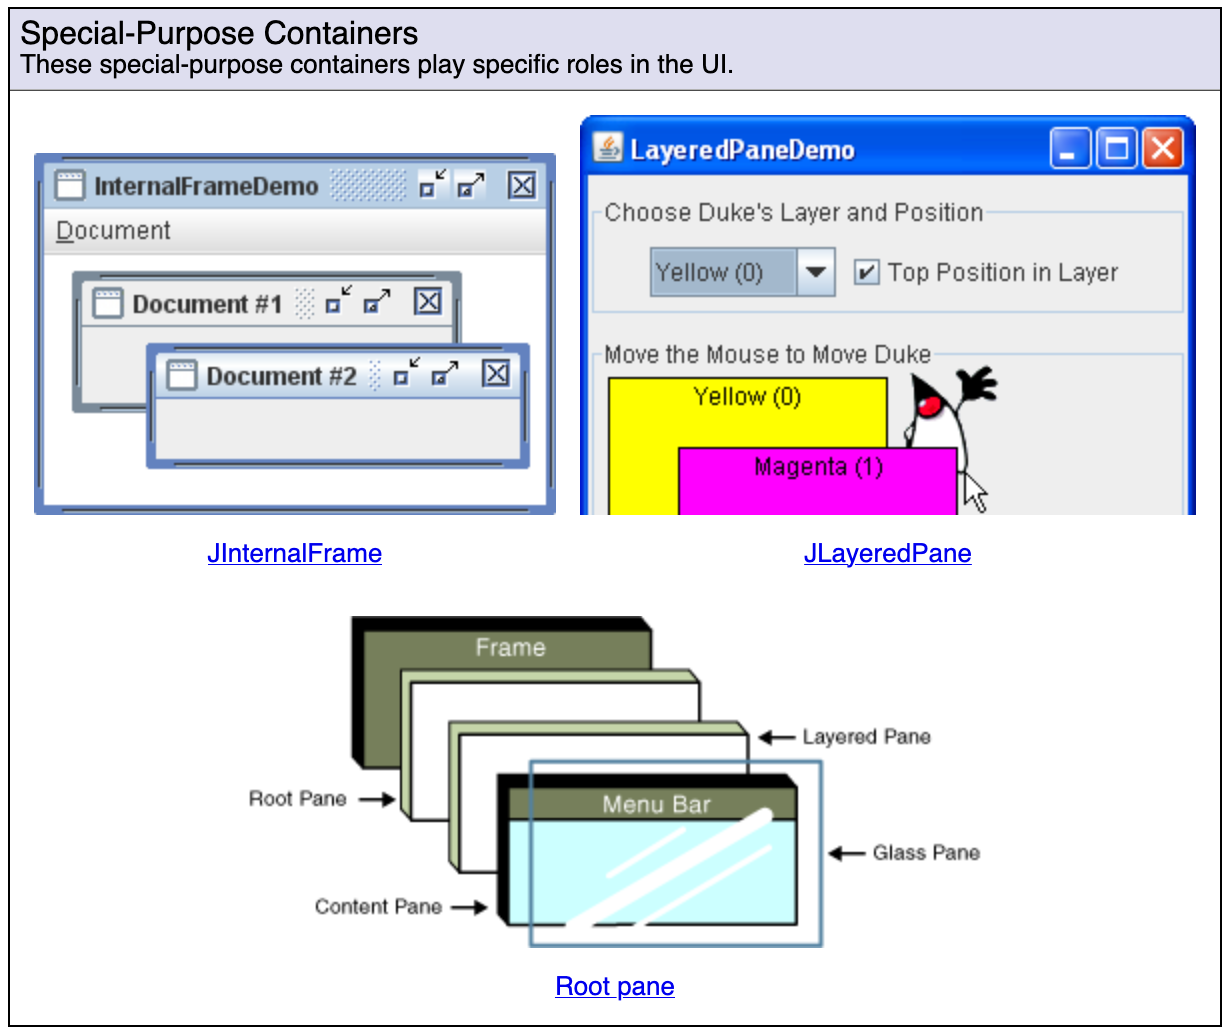 Special-Purpose Containers
These special-purpose containers play specific roles in the UI.
InternalFrameDemo
Document
Document #1
Document #2
JInternalFrame
LayeredPaneDemo
Choose Duke's Layer and Position
Yellow (0)
Top Position in Layer
Move the Mouse to Move Duke
Yellow (0)
Magenta (1)
JLayeredPane
Frame
Layered Pane
Root Pane
Menu Bar
Glass Pane
Content Pane
Root pane